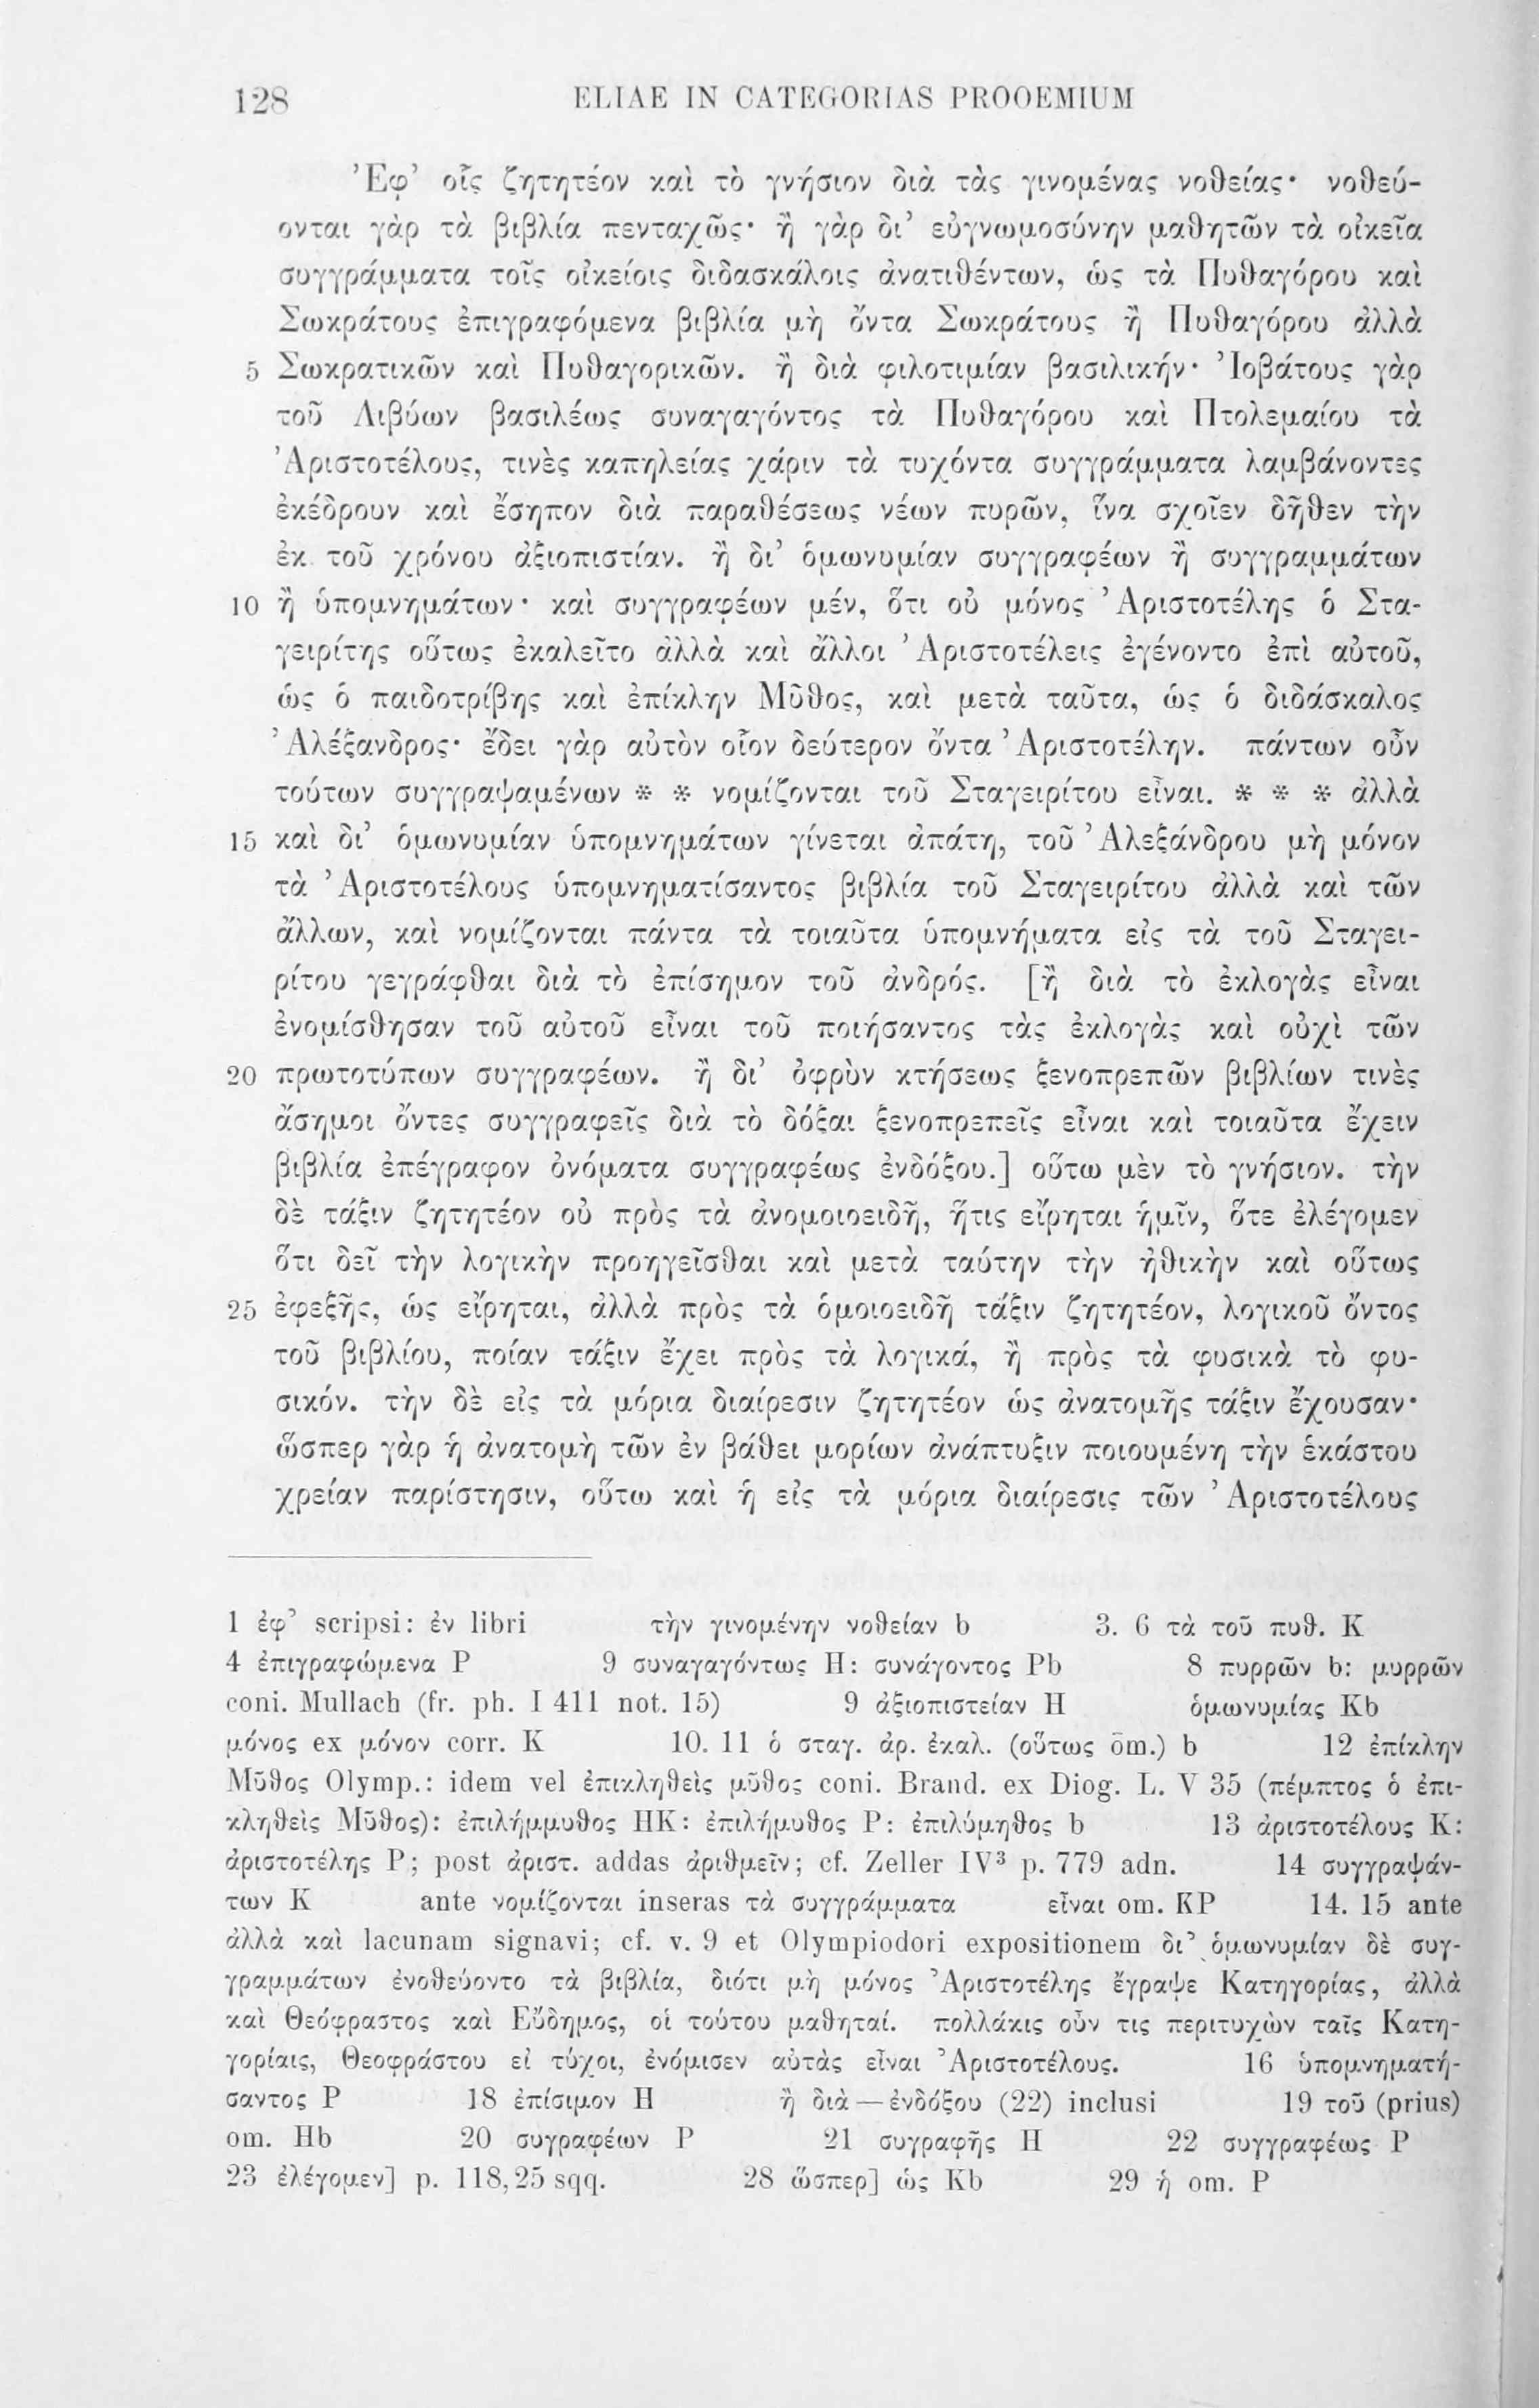 128 ELIAE IN CATEGORIAS PROOEMIUM
Ἐφ’ οἷς ζητητέον καὶ τὸ γνήσιον διὰ τὰς γινομένας νοθείας· νοθεύ-
ονται γὰρ τὰ βιβλία πενταχῶς· ἢ γὰρ δι’ εὐγνωμοσύνην μαθητῶν τὰ οἰκεῖα
συγγράμματα τοῖς οἰκείοις διδασκάλοις ἀνατιθέντων, ὡς τὰ Πυθαγόρου καὶ
Σωκράτους ἐπιγραφόμενα βιβλία μὴ ὄντα Σωκράτους ἢ Πυθαγόρου ἀλλὰ
5 Σωκρατικῶν καὶ Πυθαγορικῶν. ἢ διὰ φιλοτιμίαν βασιλικήν· Ἰοβάτους γὰρ
τοῦ Λιβύων βασιλέως συναγαγόντος τὰ Πυθαγόρου καὶ Πτολεμαίου τὰ
Ἀριστοτέλους, τινὲς καπηλείας χάριν τὰ τυχόντα συγγράμματα λαμβάνοντες
ἐκέδρουν καὶ ἔσηπον διὰ παραθέσεως νέων πυρῶν, ἵνα σχοῖεν δῆθεν τὴν
ἐκ τοῦ χρόνου ἀξιοπιστίαν. ἢ δι’ ὁμωνυμίαν συγγραφέων ἢ συγγραμμάτων
10 ἢ ὑπομνημάτων· καὶ συγγραφέων μέν, ὅτι οὐ μόνος Ἀριστοτέλης ὁ Στα-
γειρίτης οὕτως ἐκαλεῖτο ἀλλὰ καὶ ἄλλοι Ἀριστοτέλεις ἐγένοντο ἐπὶ αὐτοῦ,
ὡς ὁ παιδοτρίβης καὶ ἐπίκλην Μῦθος, καὶ μετὰ ταῦτα, ὡς ὁ διδάσκαλος
Ἀλέξανδρος· ἔδει γὰρ αὐτὸν οἷον δεύτερον ὄντα Ἀριστοτέλην. πάντων οὖν
τούτων συγγραψαμένων * * νομίζονται τοῦ Σταγειρίτου εἶναι. * * * ἀλλὰ
15 καὶ δι’ ὁμωνυμίαν ὑπομνημάτων γίνεται ἀπάτη, τοῦ Ἀλεξάνδρου μὴ μόνον
τὰ Ἀριστοτέλους ὑπομνηματίσαντος βιβλία τοῦ Σταγειρίτου ἀλλὰ καὶ τῶν
ἄλλων, καὶ νομίζονται πάντα τὰ τοιαῦτα ὑπομνήματα εἰς τὰ τοῦ Σταγει-
ρίτου γεγράφθαι διὰ τὸ ἐπίσημον τοῦ ἀνδρός. [ἢ διὰ τὸ ἐκλογὰς εἶναι
ἐνομίσθησαν τοῦ αὐτοῦ εἶναι τοῦ ποιήσαντος τὰς ἐκλογὰς καὶ οὐχὶ τῶν
20 πρωτοτύπων συγγραφέων. ἢ δι’ ὀφρὺν κτήσεως ξενοπρεπῶν βιβλίων τινὲς
ἄσημοι ὄντες συγγραφεῖς διὰ τὸ δόξαι ξενοπρεπεῖς εἶναι καὶ τοιαῦτα ἔχειν
βιβλία ἐπέγραφον ὀνόματα συγγραφέως ἐνδόξου.] οὕτω μὲν τὸ γνήσιον. τὴν
δὲ τάξιν ζητητέον οὐ πρὸς τὰ ἀνομοιοειδῆ, ἥτις εἴρηται ἡμῖν, ὅτε ἐλέγομεν
ὅτι δεῖ τὴν λογικὴν προηγεῖσθαι καὶ μετὰ ταύτην τὴν ἠθικὴν καὶ οὕτως
25 ἐφεξῆς, ὡς εἴρηται, ἀλλὰ πρὸς τὰ ὁμοιοειδῆ τάξιν ζητητέον, λογικοῦ ὄντος
τοῦ βιβλίου, ποίαν τάξιν ἔχει πρὸς τὰ λογικά, ἢ πρὸς τὰ φυσικὰ τὸ φυ-
σικόν. τὴν δὲ εἰς τὰ μόρια διαίρεσιν ζητητέον ὡς ἀνατομῆς τάξιν ἔχουσαν·
ὥσπερ γὰρ ἡ ἀνατομὴ τῶν ἐν βάθει μορίων ἀνάπτυξιν ποιουμένη τὴν ἑκάστου
χρείαν παρίστησιν, οὕτω καὶ ἡ εἰς τὰ μόρια διαίρεσις τῶν Ἀριστοτέλους
1 ἐφ’ scripsi: ἐν libri τὴν γινομένην νοθείαν b 3. 6 τὰ τοῦ πυθ. K
4 ἐπιγραφώμενα P 9 συναγαγόντως H: συνάγοντος Pb 8 πυρρῶν b: μυρρῶν
coni. Mullach (fr. ph. I 411 not. 15) 9 ἀξιοπιστείαν H ὁμωνυμίας Kb
μόνος ex μόνον corr. K 10. 11 ὁ σταγ. ἀρ. ἐκαλ. (οὕτως om.) b 12 ἐπίκλην
Μῦθος Olymp.: idem vel ἐπικληθεὶς μῦθος coni. Brand. ex Diog. L. V 35 (πέμπτος ὁ ἐπι-
κληθεὶς Μῦθος): ἐπιλήμμυθος HK: ἐπιλήμυθος P: ἐπιλύμηθος b 13 ἀριστοτέλους K:
ἀριστοτέλης P; post ἀριστ. addas ἀριθμεῖν; cf. Zeller IV³ p. 779 adn. 14 συγγραψάν-
των K ante νομίζονται inseras τὰ συγγράμματα εἶναι om. KP 14. 15 ante
ἀλλὰ καὶ lacunam signavi; cf. v. 9 et Olympiodori expositionem δι’ ὁμωνυμίαν δὲ συγ-
γραμμάτων ἐνοθεύοντο τὰ βιβλία, διότι μὴ μόνος Ἀριστοτέλης ἔγραψε Κατηγορίας, ἀλλὰ
καὶ Θεόφραστος καὶ Εὔδημος, οἱ τούτου μαθηταί. πολλάκις οὖν τις περιτυχὼν ταῖς Κατη-
γορίαις, Θεοφράστου εἰ τύχοι, ἐνόμισεν αὐτὰς εἶναι Ἀριστοτέλους. 16 ὑπομνηματή-
σαντος P 18 ἐπίσιμον H ἢ διὰ — ἐνδόξου (22) inclusi 19 τοῦ (prius)
om. Hb 20 συγραφέων P 21 συγραφῆς H 22 συγγραφέως P
23 ἐλέγομεν] p. 118,25 sqq. 28 ὥσπερ] ὡς Kb 29 ἡ om. P